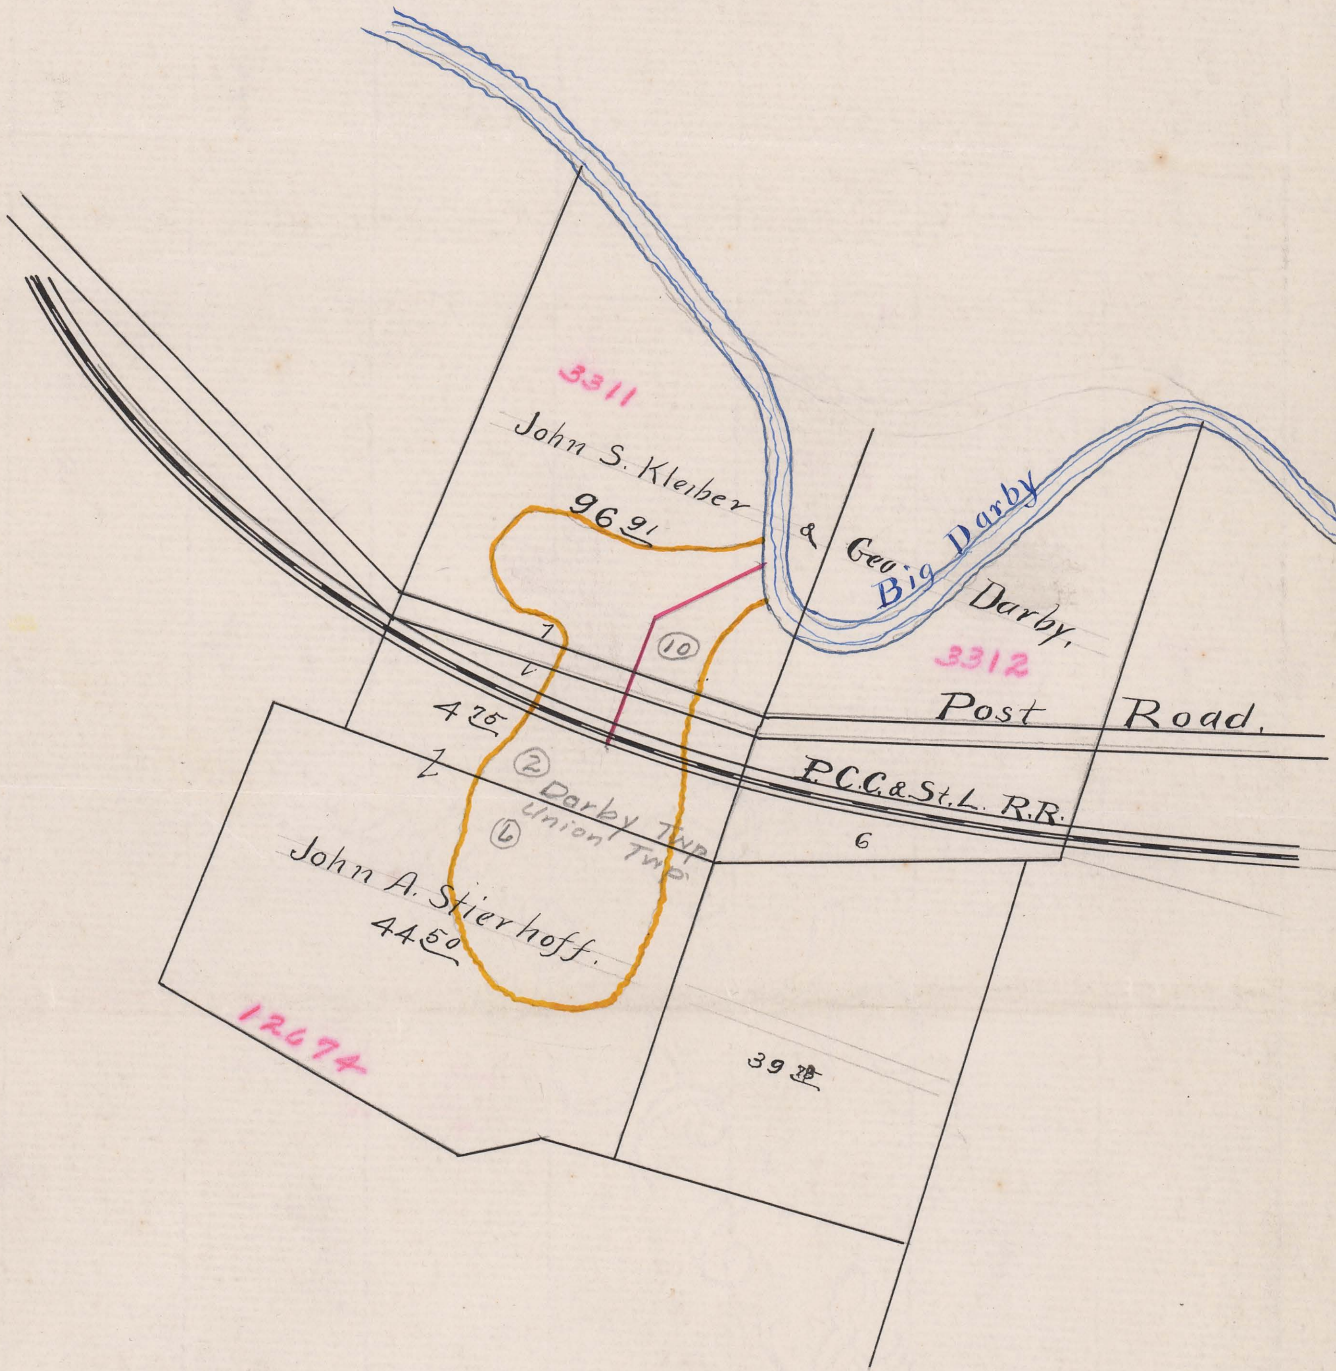 3311
John S. Kleiber & Geo. Darby.
96 91
Big Darby
3312
10
Post Road.
4 75
P.C.C. & St. L. R.R.
6
2
Darby Twp
Union Twp.
6
John A. Stierhoff.
44 50
12674
39